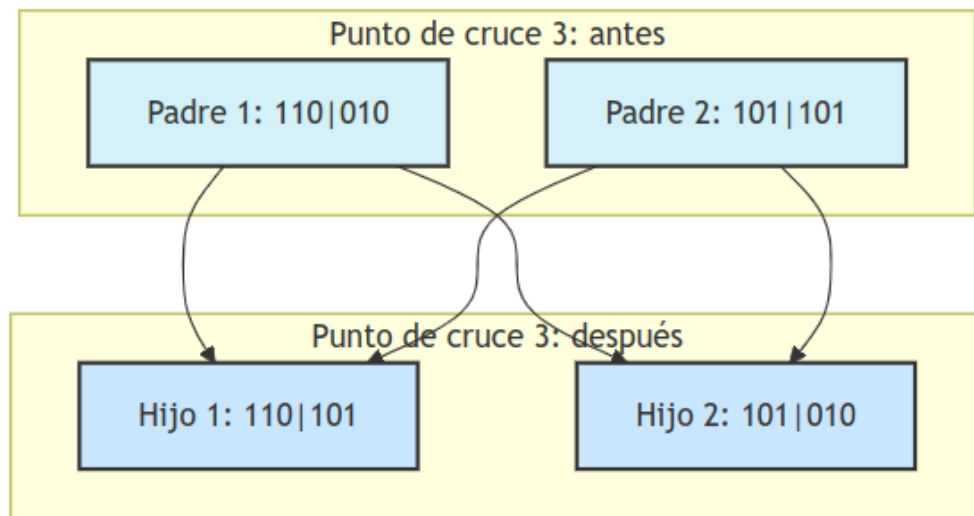 Punto de cruce 3: antes
Padre 1: 110|010
Padre 2: 101|101
Punto de cruce 3: después
Hijo 1: 110|101
Hijo 2: 101|010